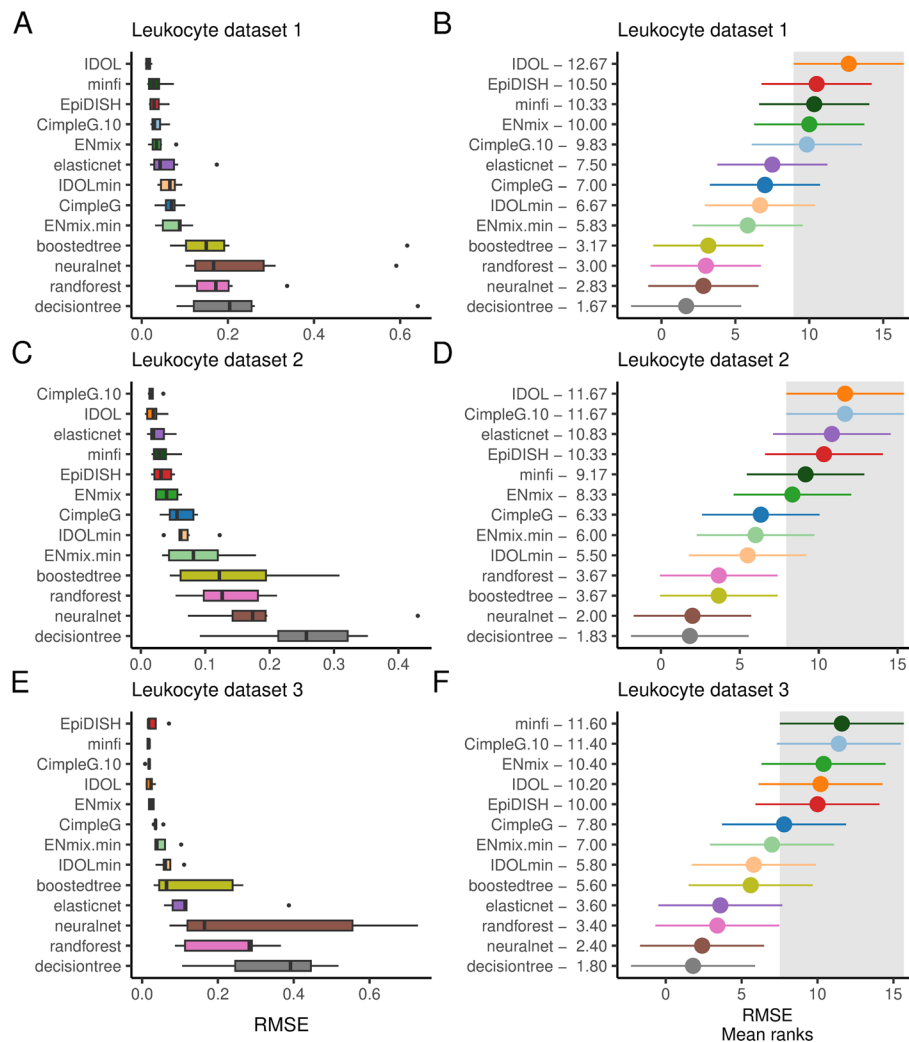 A
Leukocyte dataset 1
IDOL
minfi
EpiDISH
CimpleG.10
ENmix
elasticnet
IDOLmin
CimpleG
ENmix.min
boostedtree
neuralnet
randforest
decisiontree
0.0 0.2 0.4 0.6
B
Leukocyte dataset 1
IDOL – 12.67
EpiDISH – 10.50
minfi – 10.33
ENmix – 10.00
CimpleG.10 – 9.83
elasticnet – 7.50
CimpleG – 7.00
IDOLmin – 6.67
ENmix.min – 5.83
boostedtree – 3.17
randforest – 3.00
neuralnet – 2.83
decisiontree – 1.67
0 5 10 15
C
Leukocyte dataset 2
CimpleG.10
IDOL
elasticnet
minfi
EpiDISH
ENmix
CimpleG
IDOLmin
ENmix.min
boostedtree
randforest
neuralnet
decisiontree
0.0 0.1 0.2 0.3 0.4
D
Leukocyte dataset 2
IDOL – 11.67
CimpleG.10 – 11.67
elasticnet – 10.83
EpiDISH – 10.33
minfi – 9.17
ENmix – 8.33
CimpleG – 6.33
ENmix.min – 6.00
IDOLmin – 5.50
randforest – 3.67
boostedtree – 3.67
neuralnet – 2.00
decisiontree – 1.83
0 5 10 15
E
Leukocyte dataset 3
EpiDISH
minfi
CimpleG.10
IDOL
ENmix
CimpleG
ENmix.min
IDOLmin
boostedtree
elasticnet
neuralnet
randforest
decisiontree
0.0 0.2 0.4 0.6
RMSE
F
Leukocyte dataset 3
minfi – 11.60
CimpleG.10 – 11.40
ENmix – 10.40
IDOL – 10.20
EpiDISH – 10.00
CimpleG – 7.80
ENmix.min – 7.00
IDOLmin – 5.80
boostedtree – 5.60
elasticnet – 3.60
randforest – 3.40
neuralnet – 2.40
decisiontree – 1.80
0 5 10 15
RMSE
Mean ranks